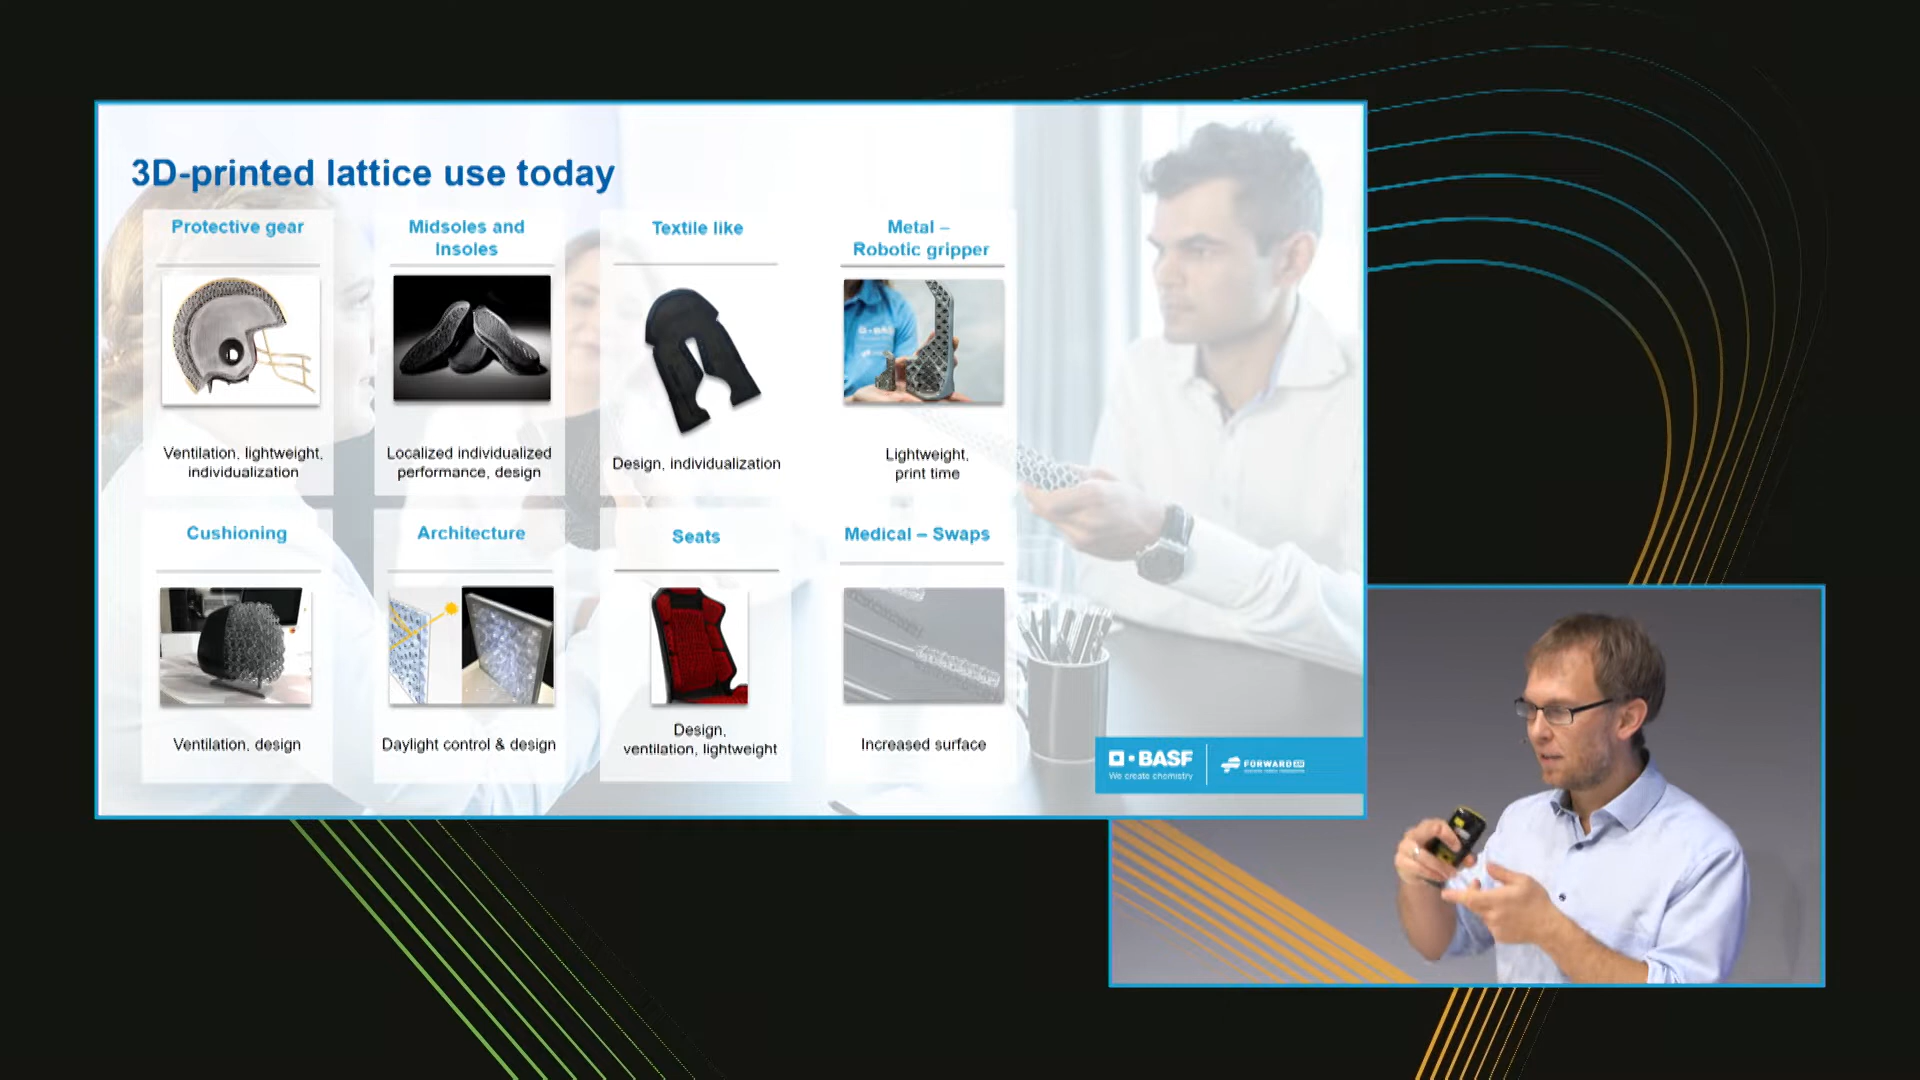 3D-printed lattice use today
Protective gear
Ventilation, lightweight,
individualization
Midsoles and
Insoles
Localized individualized
performance, design
Textile like
Design, individualization
Metal –
Robotic gripper
BASF
Lightweight,
print time
Cushioning
Ventilation, design
Architecture
Daylight control & design
Seats
Design,
ventilation, lightweight
Medical – Swaps
Increased surface
BASF
We create chemistry
FORWARD AM